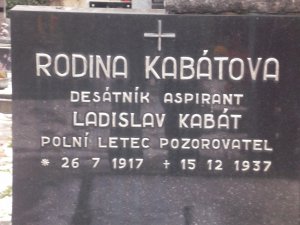 RODINA KABÁTOVA
DESÁTNÍK ASPIRANT
LADISLAV KABÁT
POLNÍ LETEC POZOROVATEL
* 26 7 1917 + 15 12 1937